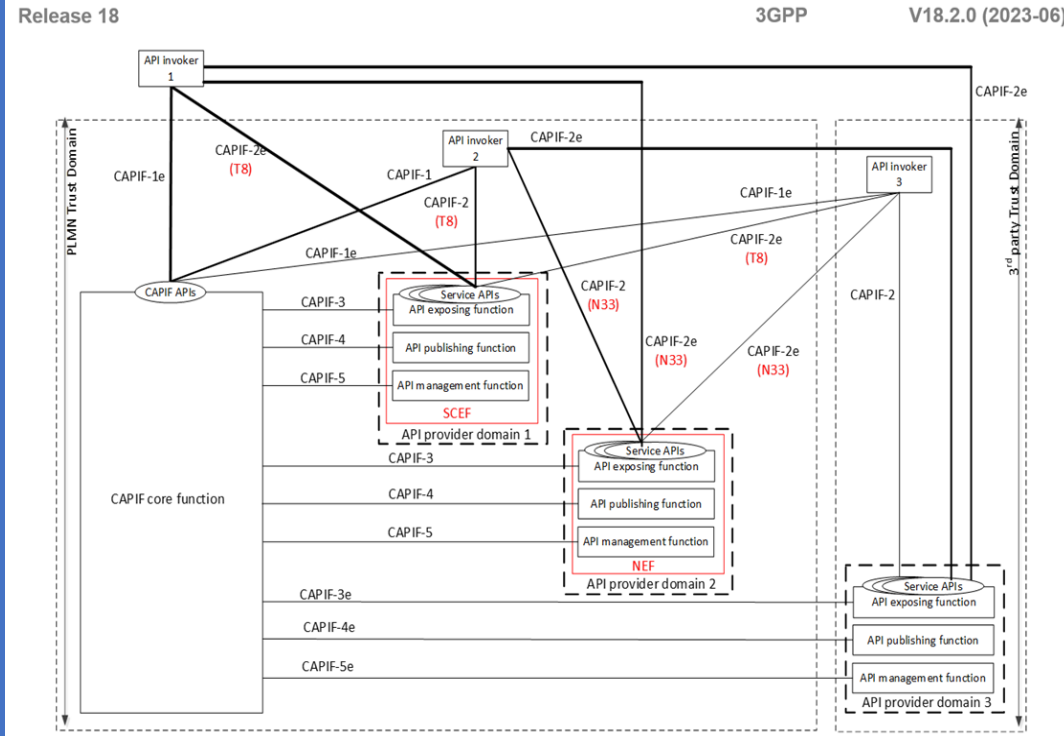 Release 18
3GPP
V18.2.0 (2023-06)
API invoker
1
CAPIF-2e
PLMN Trust Domain
3rd party Trust Domain
API invoker
2
CAPIF-2e
CAPIF-2e
(T8)
CAPIF-1e
CAPIF-1
API invoker
3
CAPIF-1e
CAPIF-2
(T8)
CAPIF-2e
(T8)
CAPIF-1e
CAPIF APIs
CAPIF-2
(N33)
CAPIF-2
CAPIF-3
Service APIs
API exposing function
CAPIF-4
API publishing function
CAPIF-2e
(N33)
CAPIF-2e
(N33)
CAPIF-5
API management function
SCEF
API provider domain 1
CAPIF core function
CAPIF-3
Service APIs
API exposing function
CAPIF-4
API publishing function
CAPIF-5
API management function
NEF
API provider domain 2
CAPIF-3e
Service APIs
API exposing function
CAPIF-4e
API publishing function
CAPIF-5e
API management function
API provider domain 3